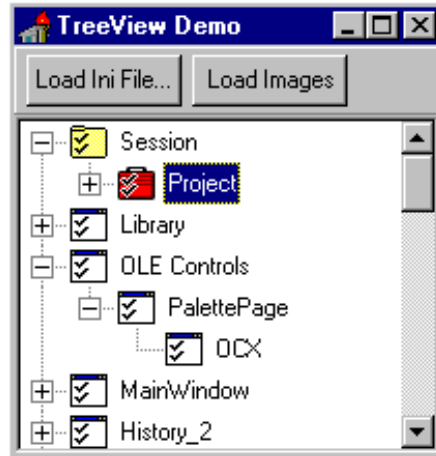 TreeView Demo
Load Ini File... Load Images
Session
Project
Library
OLE Controls
PalettePage
OCX
MainWindow
History_2